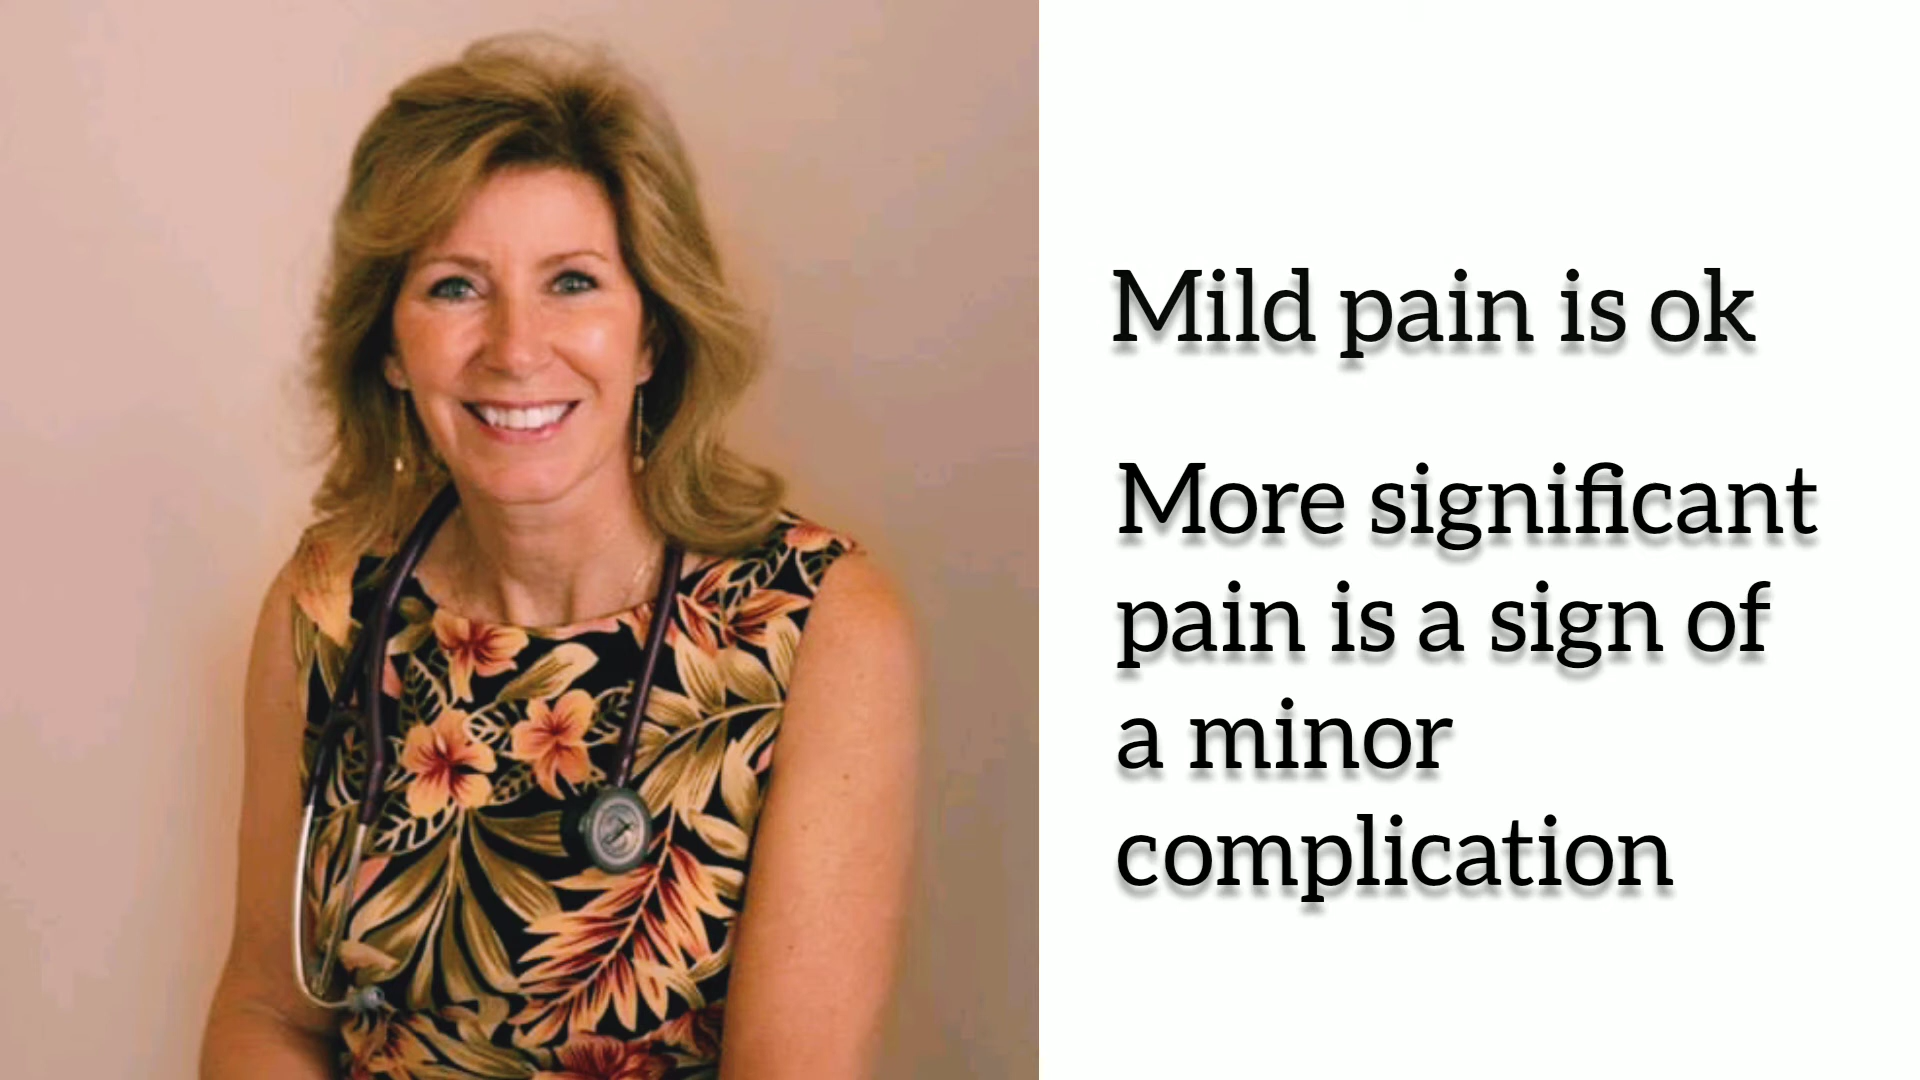 Mild pain is ok
More significant
pain is a sign of
a minor
complication